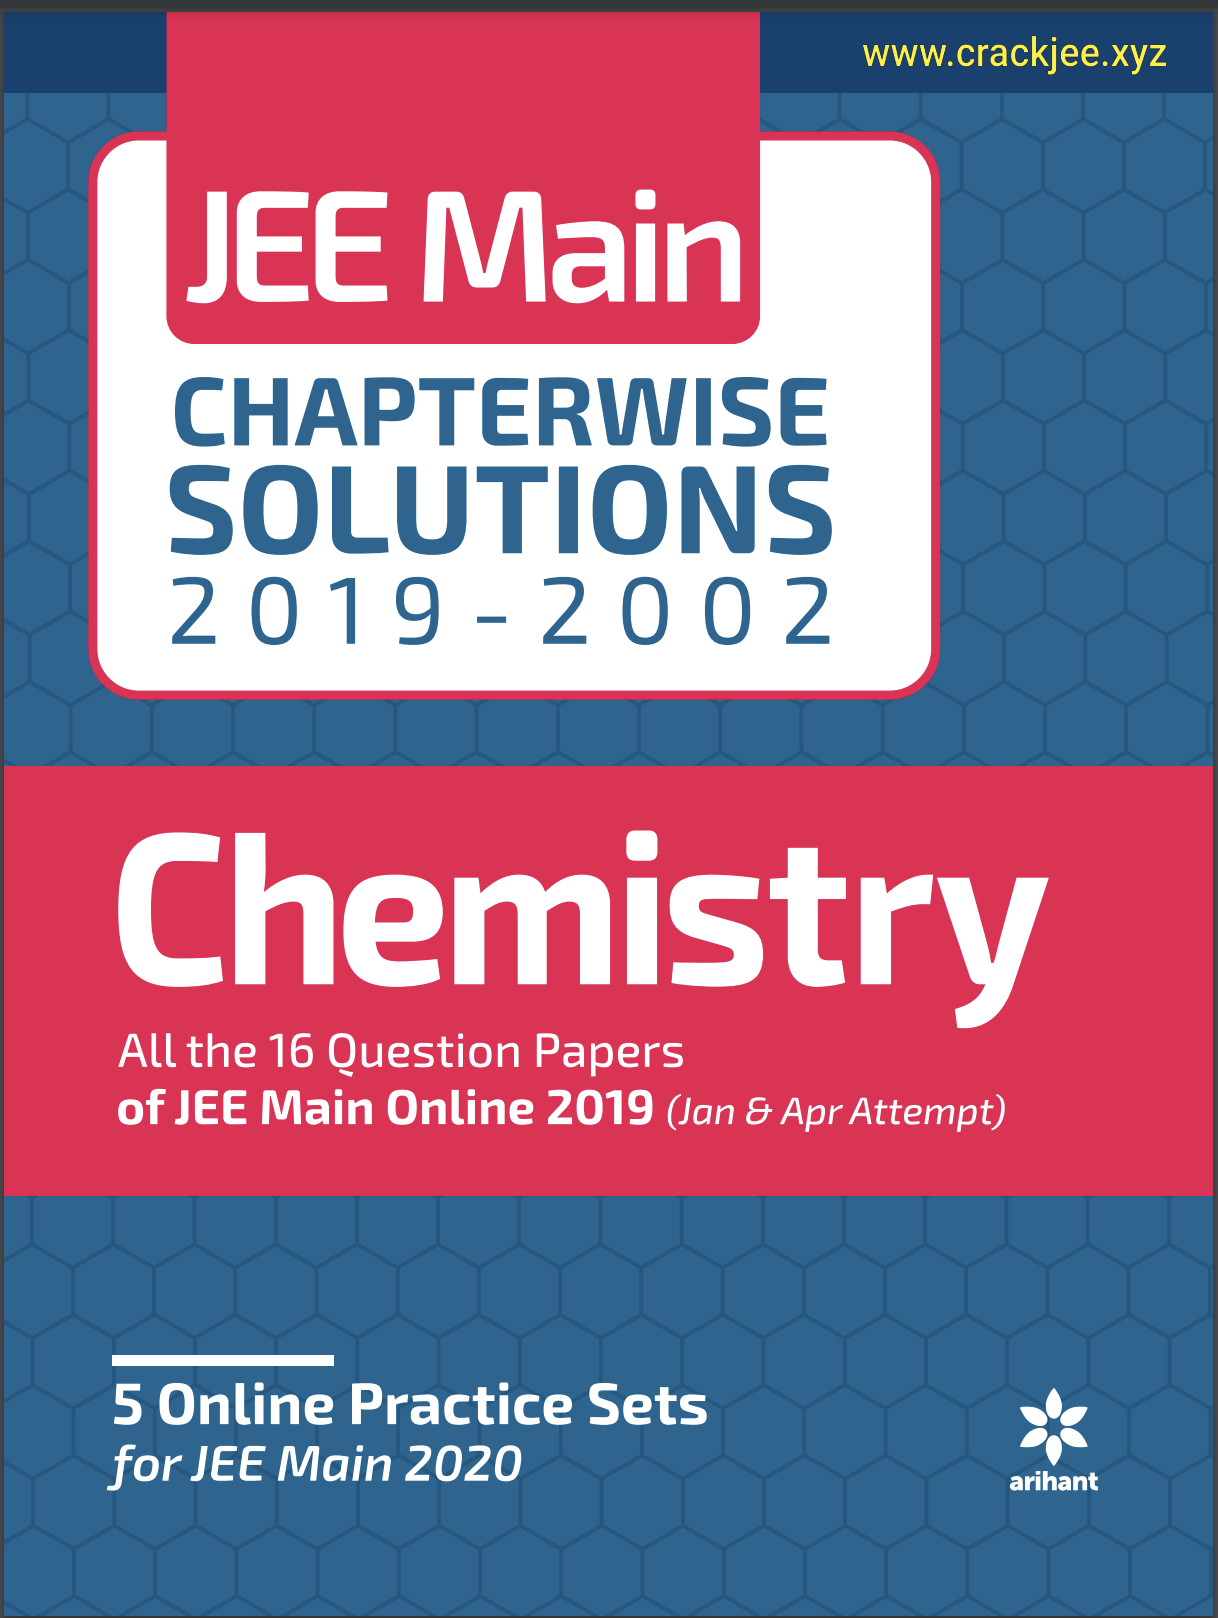 www.crackjee.xyz
JEE Main
CHAPTERWISE
SOLUTIONS
2019-2002
Chemistry
All the 16 Question Papers
of JEE Main Online 2019 (Jan & Apr Attempt)
5 Online Practice Sets
for JEE Main 2020
arihant